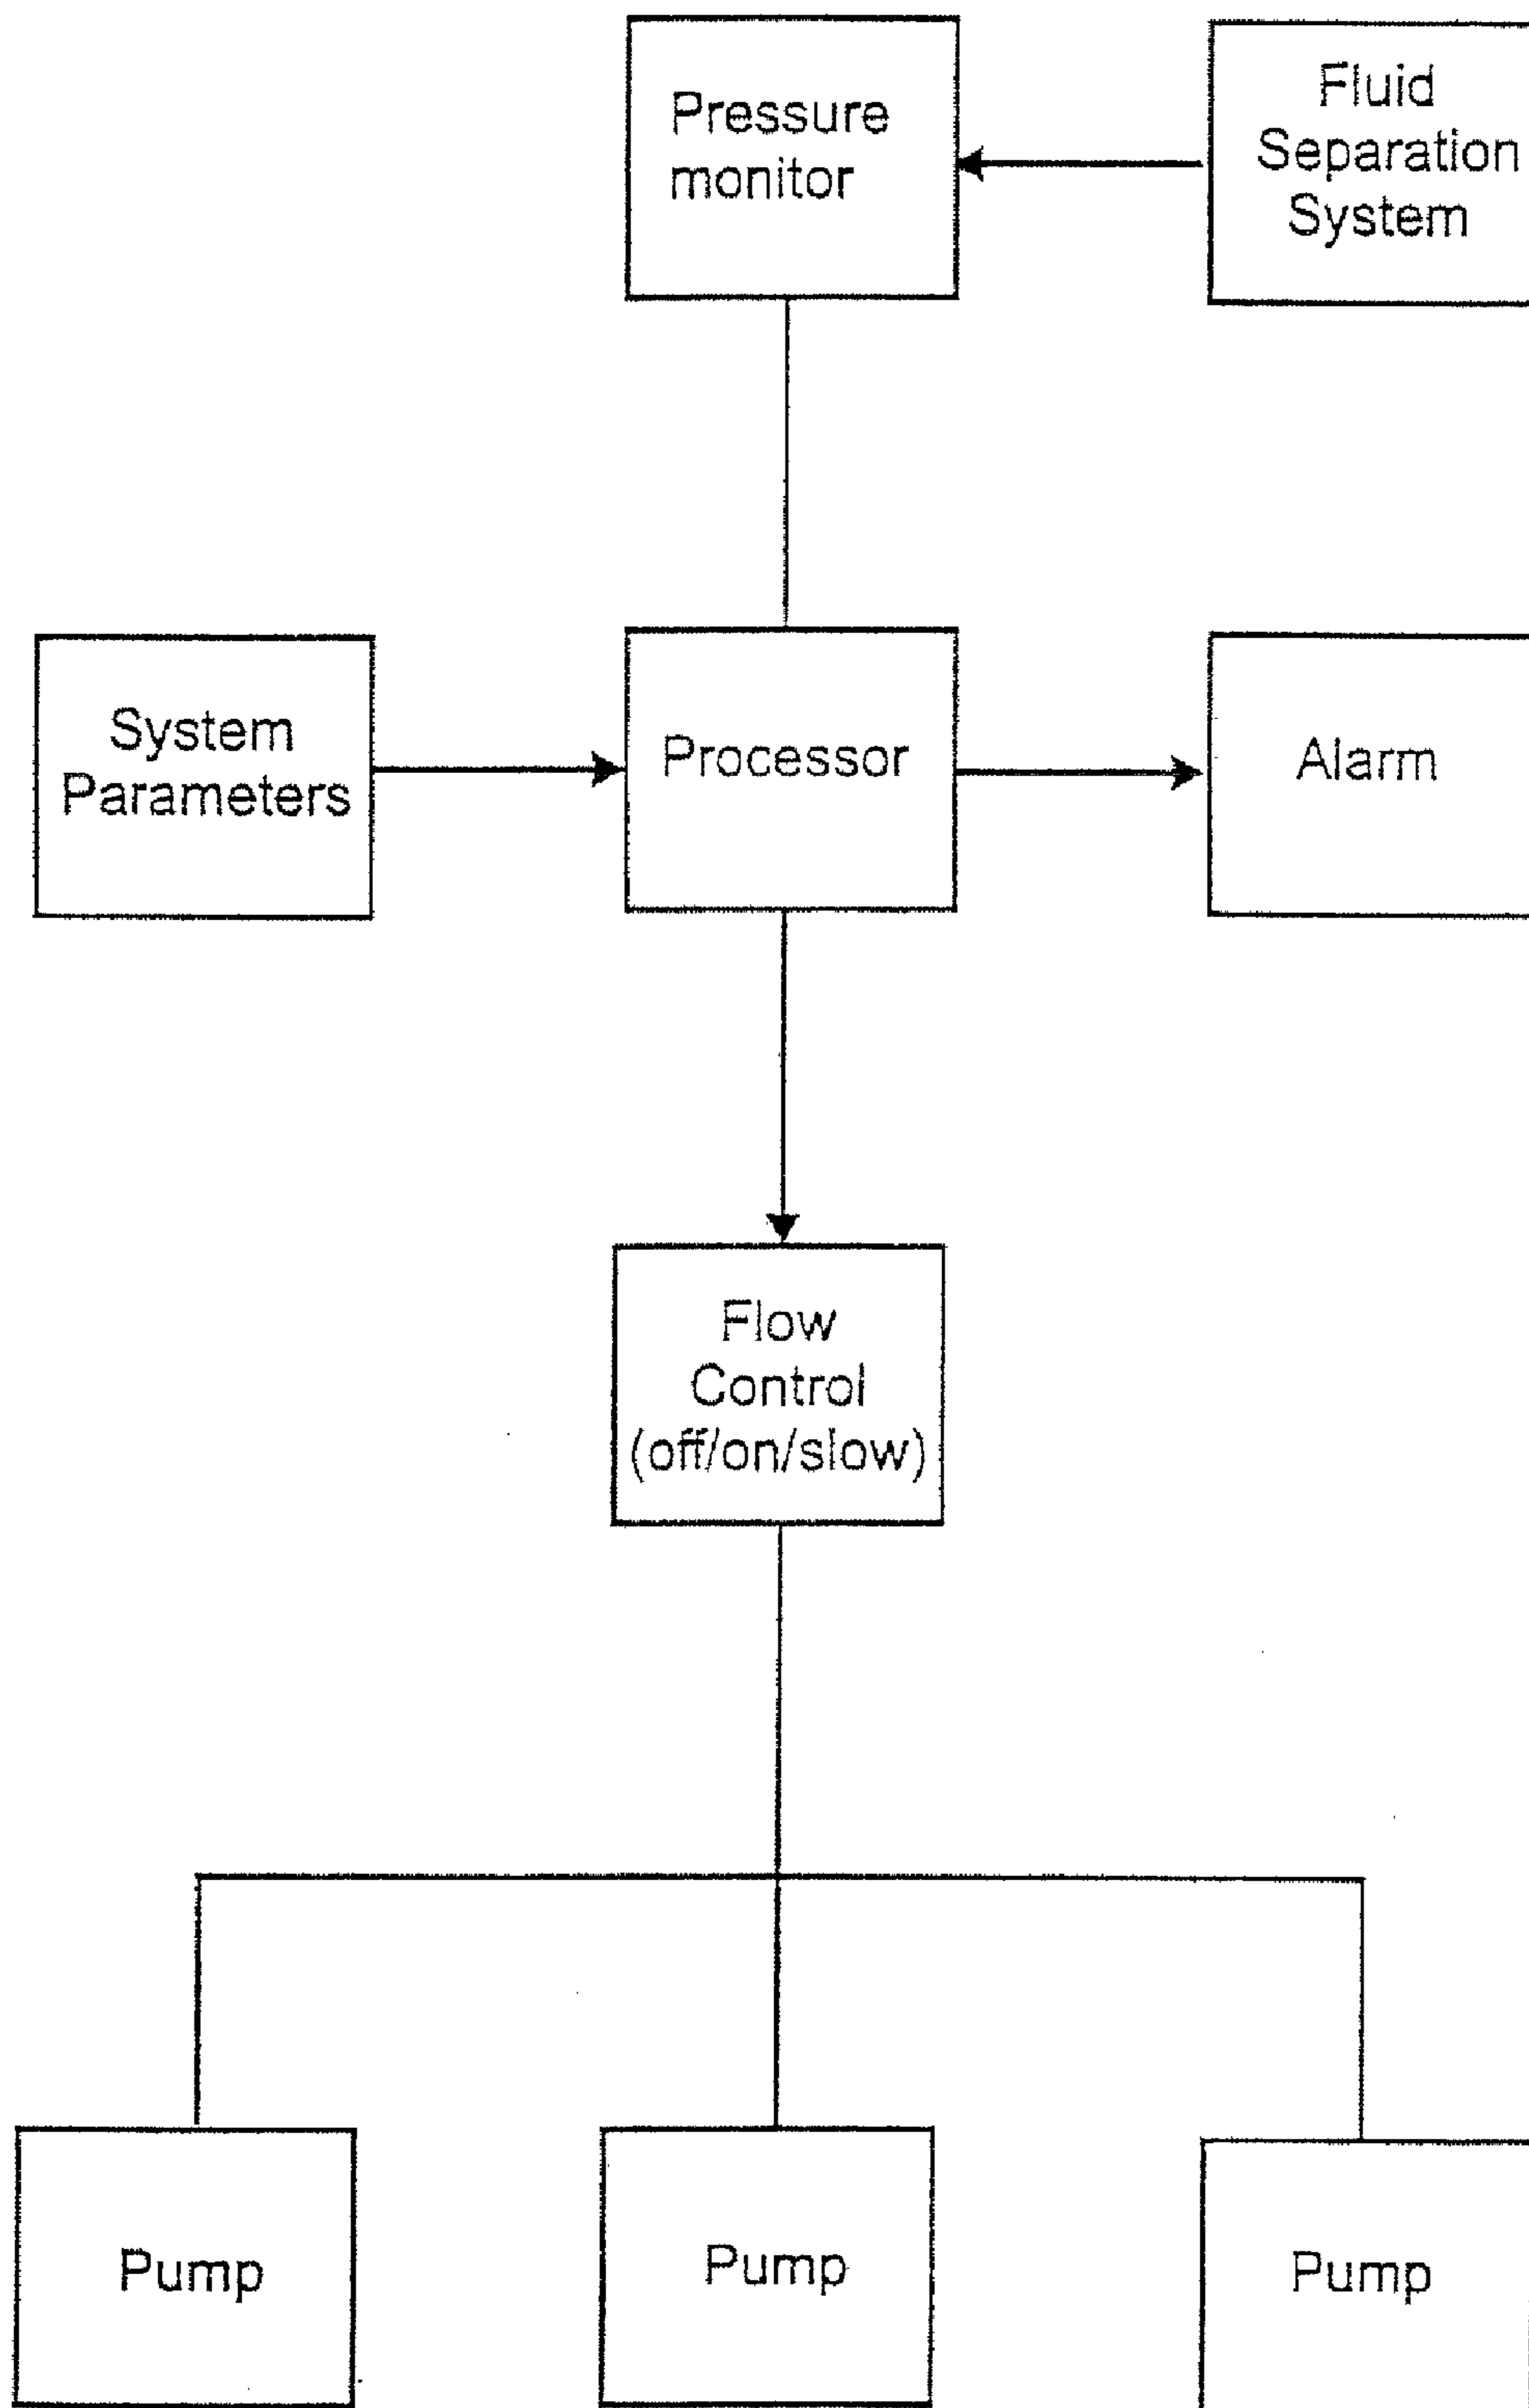 Pressure
monitor
Fluid
Separation
System
System
Parameters
Processor
Alarm
Flow
Control
(off/on/slow)
Pump
Pump
Pump